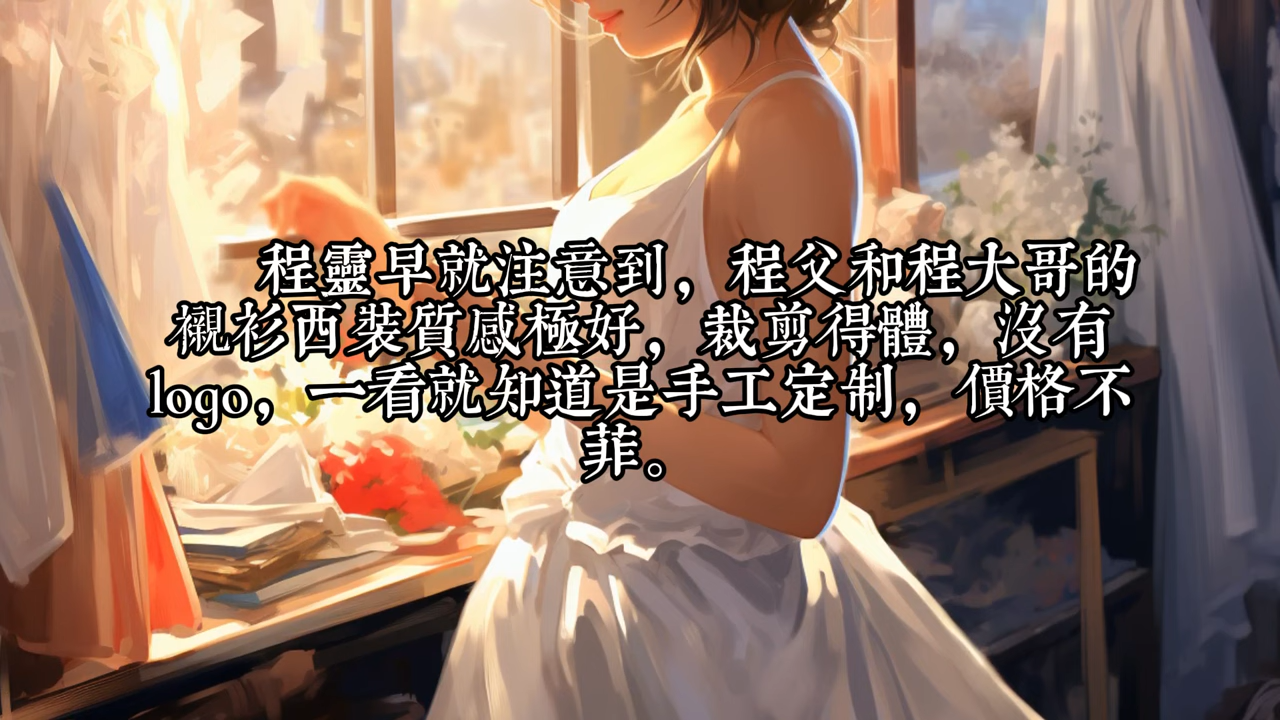 程靈早就注意到，程父和程大哥的
襯衫西裝質感極好，裁剪得體，沒有
logo，一看就知道是手工定制，價格不
菲。